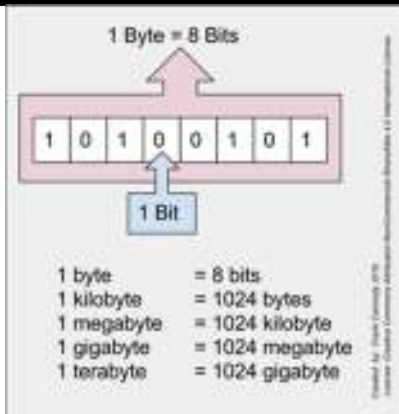 1 Byte = 8 Bits
1 0 1 0 0 1 0 1
1 Bit
1 byte = 8 bits
1 kilobyte = 1024 bytes
1 megabyte = 1024 kilobyte
1 gigabyte = 1024 megabyte
1 terabyte = 1024 gigabyte